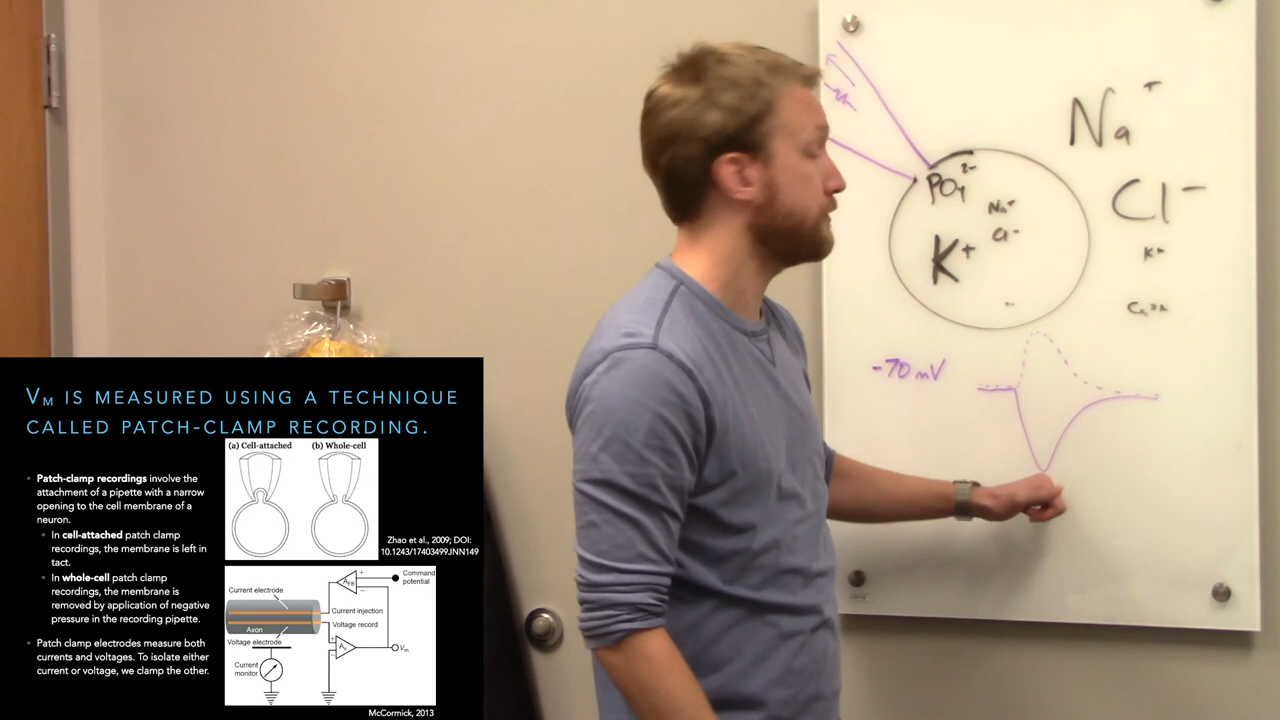 VM IS MEASURED USING A TECHNIQUE
CALLED PATCH-CLAMP RECORDING.
(a) Cell-attached (b) Whole-cell
• Patch-clamp recordings involve the
attachment of a pipette with a narrow
opening to the cell membrane of a
neuron.
• In cell-attached patch clamp
recordings, the membrane is left in
tact.
• In whole-cell patch clamp
recordings, the membrane is
removed by application of negative
pressure in the recording pipette.
• Patch clamp electrodes measure both
currents and voltages. To isolate either
current or voltage, we clamp the other.
Zhao et al., 2009; DOI:
10.1243/17403499JNN149
Current electrode
Axon
Voltage electrode
Current
monitor
AFB
+
−
Command
potential
Current injection
Voltage record
+
−
Av
Vm
McCormick, 2013
Na+
Cl−
K+
Ca2+
PO4 2−
Na+
Cl−
K+
-70 mV